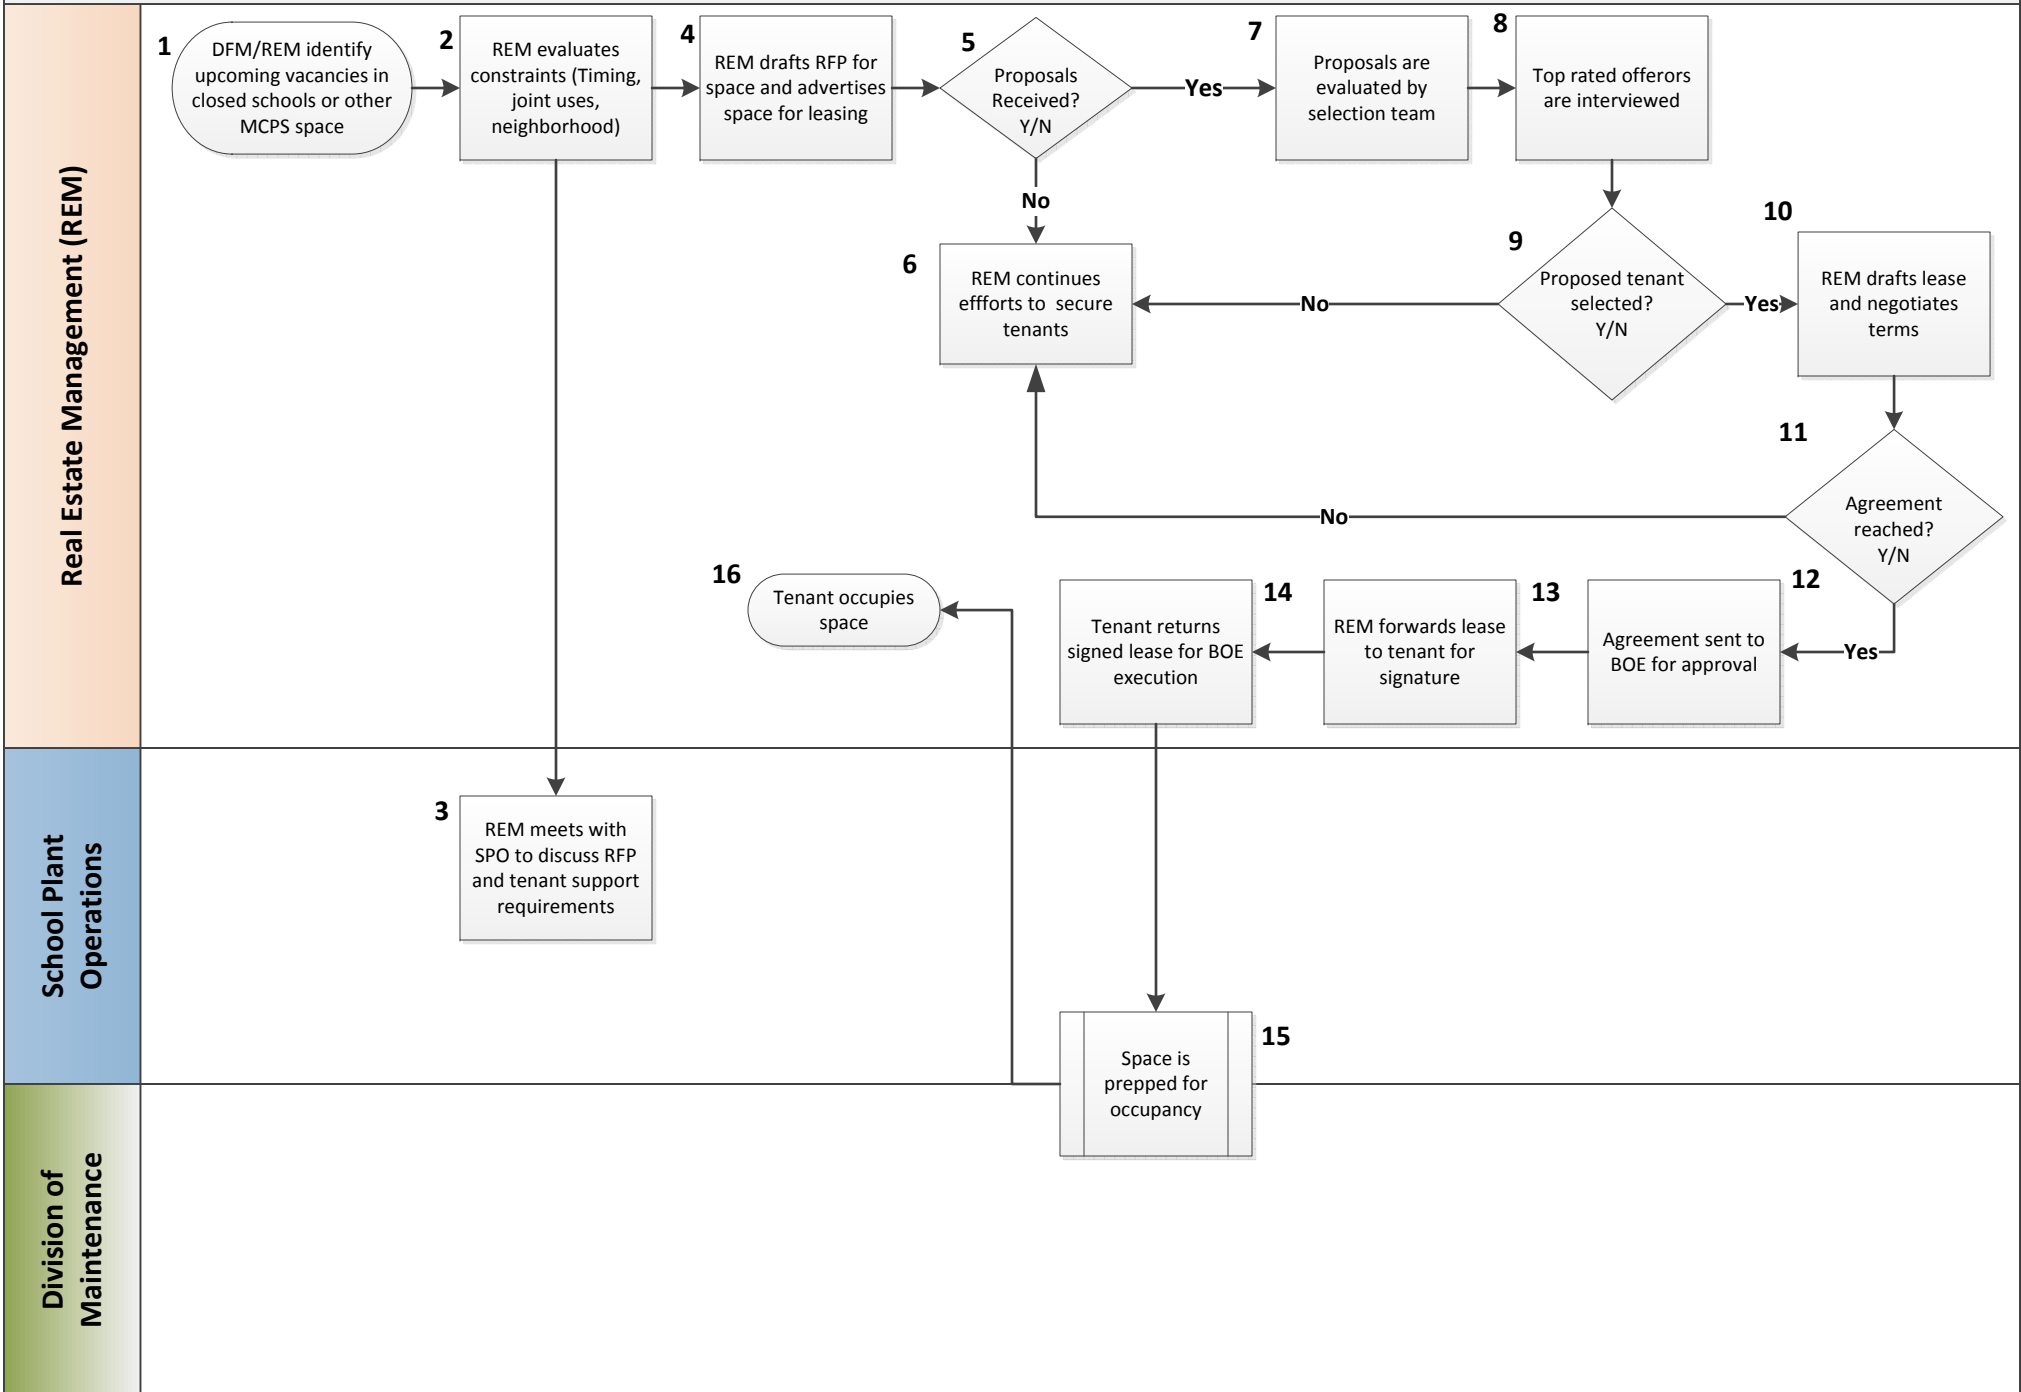 Real Estate Management (REM)
1
DFM/REM identify
upcoming vacancies in
closed schools or other
MCPS space
2
REM evaluates
constraints (Timing,
joint uses,
neighborhood)
4
REM drafts RFP for
space and advertises
space for leasing
5
Proposals
Received?
Y/N
Yes
7
Proposals are
evaluated by
selection team
8
Top rated offerors
are interviewed
No
6
REM continues
effforts to secure
tenants
No
9
Proposed tenant
selected?
Y/N
Yes
10
REM drafts lease
and negotiates
terms
11
Agreement
reached?
Y/N
No
Yes
12
Agreement sent to
BOE for approval
13
REM forwards lease
to tenant for
signature
14
Tenant returns
signed lease for BOE
execution
16
Tenant occupies
space
School Plant
Operations
3
REM meets with
SPO to discuss RFP
and tenant support
requirements
15
Space is
prepped for
occupancy
Division of
Maintenance